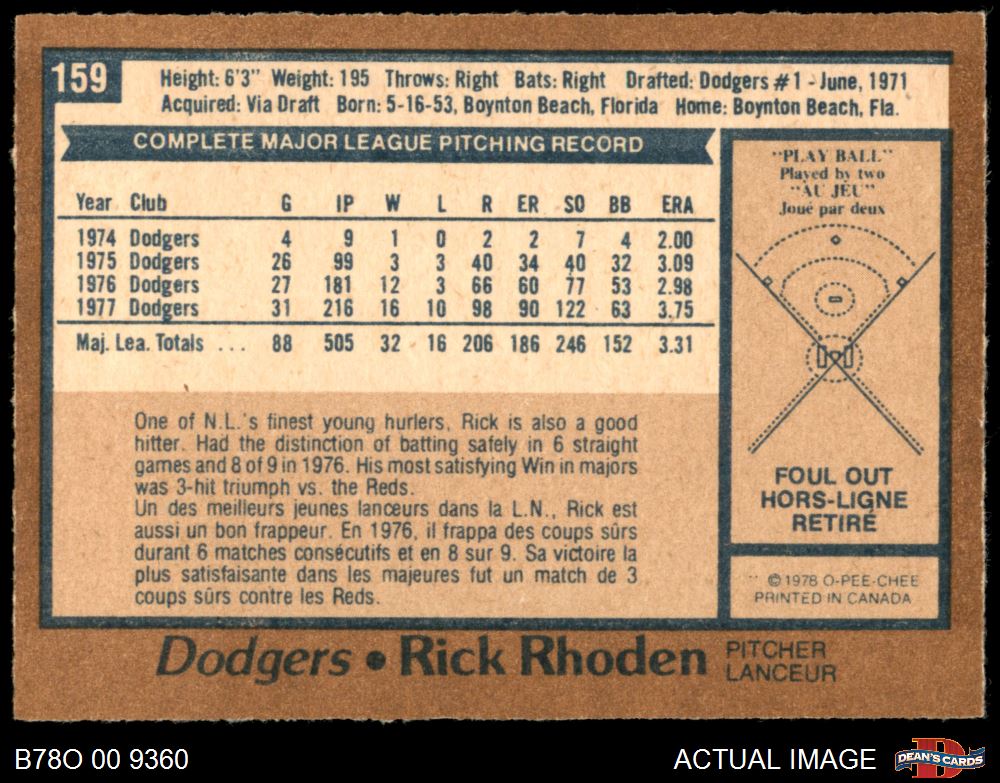 159
Height: 6'3" Weight: 195 Throws: Right Bats: Right Drafted: Dodgers #1 - June, 1971
Acquired: Via Draft Born: 5-16-53, Boynton Beach, Florida Home: Boynton Beach, Fla.
COMPLETE MAJOR LEAGUE PITCHING RECORD
Year Club G IP W L R ER SO BB ERA
1974 Dodgers 4 9 1 0 2 2 7 4 2.00
1975 Dodgers 26 99 3 3 40 34 40 32 3.09
1976 Dodgers 27 181 12 3 66 60 77 53 2.98
1977 Dodgers 31 216 16 10 98 90 122 63 3.75
Maj. Lea. Totals ... 88 505 32 16 206 186 246 152 3.31
One of N.L.'s finest young hurlers, Rick is also a good
hitter. Had the distinction of batting safely in 6 straight
games and 8 of 9 in 1976. His most satisfying Win in majors
was 3-hit triumph vs. the Reds.
Un des meilleurs jeunes lanceurs dans la L.N., Rick est
aussi un bon frappeur. En 1976, il frappa des coups sûrs
durant 6 matches consécutifs et en 8 sur 9. Sa victoire la
plus satisfaisante dans les majeures fut un match de 3
coups sûrs contre les Reds.
"PLAY BALL"
Played by two
"AU JEU"
Joué par deux
FOUL OUT
HORS-LIGNE
RETIRÉ
© 1978 O-PEE-CHEE
PRINTED IN CANADA
Dodgers • Rick Rhoden
PITCHER
LANCEUR
B78O 00 9360
ACTUAL IMAGE
DEAN'S CARDS